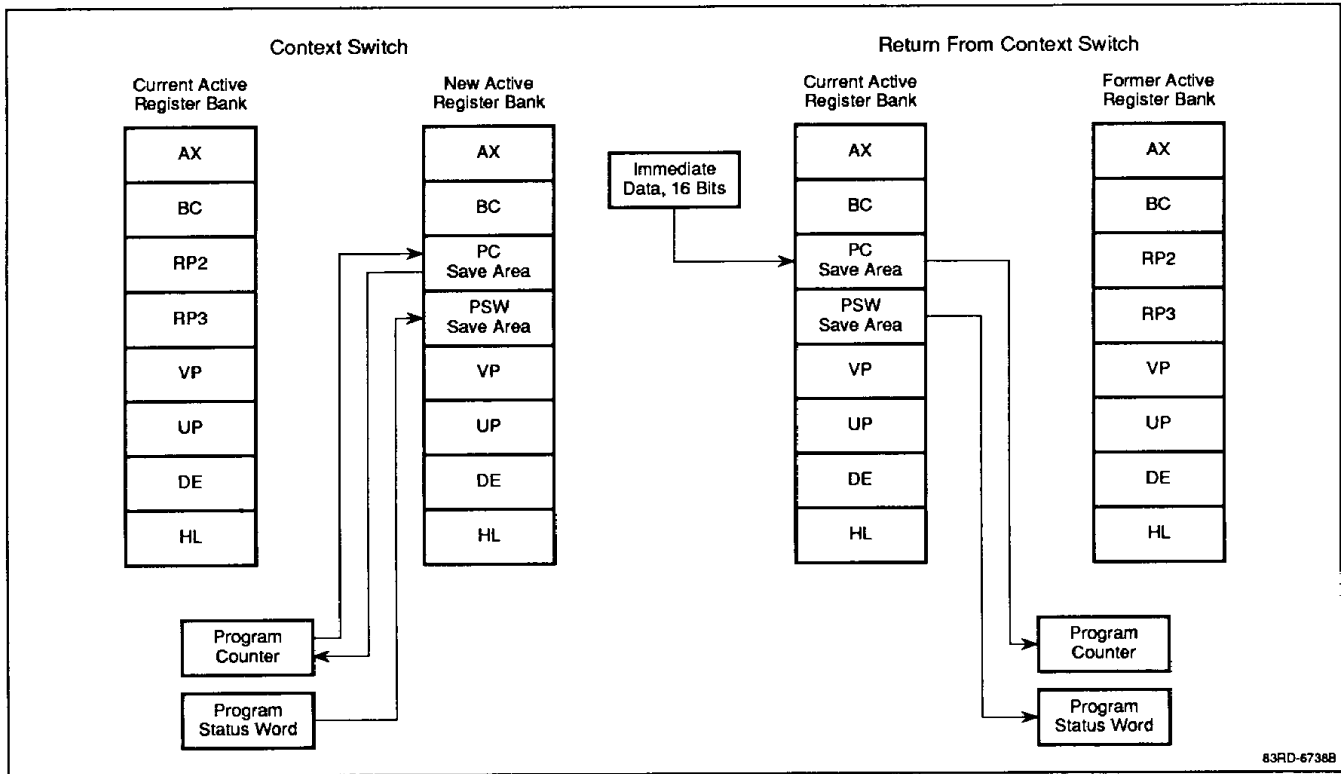 Context Switch
Current Active
Register Bank
AX
BC
RP2
RP3
VP
UP
DE
HL
New Active
Register Bank
AX
BC
PC
Save Area
PSW
Save Area
VP
UP
DE
HL
Program
Counter
Program
Status Word
Return From Context Switch
Immediate
Data, 16 Bits
Current Active
Register Bank
AX
BC
PC
Save Area
PSW
Save Area
VP
UP
DE
HL
Former Active
Register Bank
AX
BC
RP2
RP3
VP
UP
DE
HL
Program
Counter
Program
Status Word
83RD-6738B